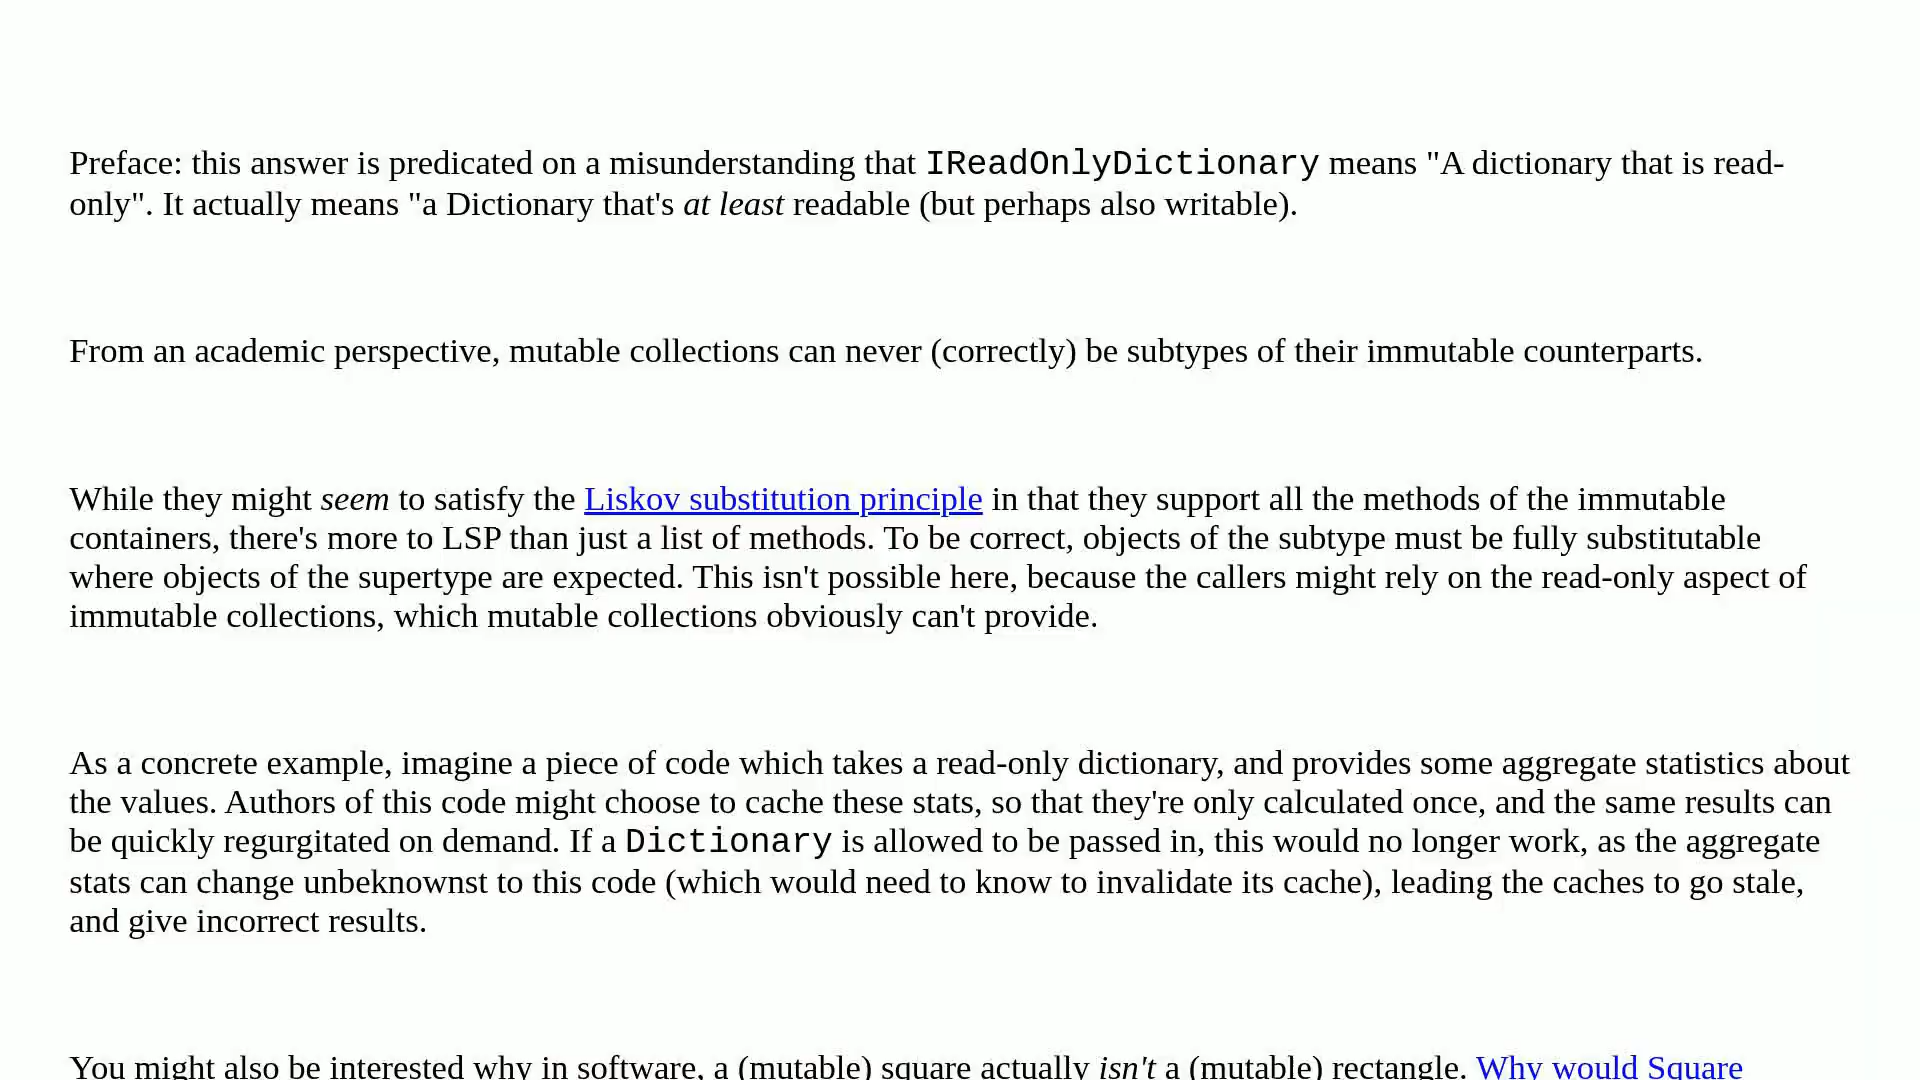 Preface: this answer is predicated on a misunderstanding that IReadOnlyDictionary means "A dictionary that is read-
only". It actually means "a Dictionary that's at least readable (but perhaps also writable).
From an academic perspective, mutable collections can never (correctly) be subtypes of their immutable counterparts.
While they might seem to satisfy the Liskov substitution principle in that they support all the methods of the immutable
containers, there's more to LSP than just a list of methods. To be correct, objects of the subtype must be fully substitutable
where objects of the supertype are expected. This isn't possible here, because the callers might rely on the read-only aspect of
immutable collections, which mutable collections obviously can't provide.
As a concrete example, imagine a piece of code which takes a read-only dictionary, and provides some aggregate statistics about
the values. Authors of this code might choose to cache these stats, so that they're only calculated once, and the same results can
be quickly regurgitated on demand. If a Dictionary is allowed to be passed in, this would no longer work, as the aggregate
stats can change unbeknownst to this code (which would need to know to invalidate its cache), leading the caches to go stale,
and give incorrect results.
You might also be interested why in software, a (mutable) square actually isn't a (mutable) rectangle. Why would Square